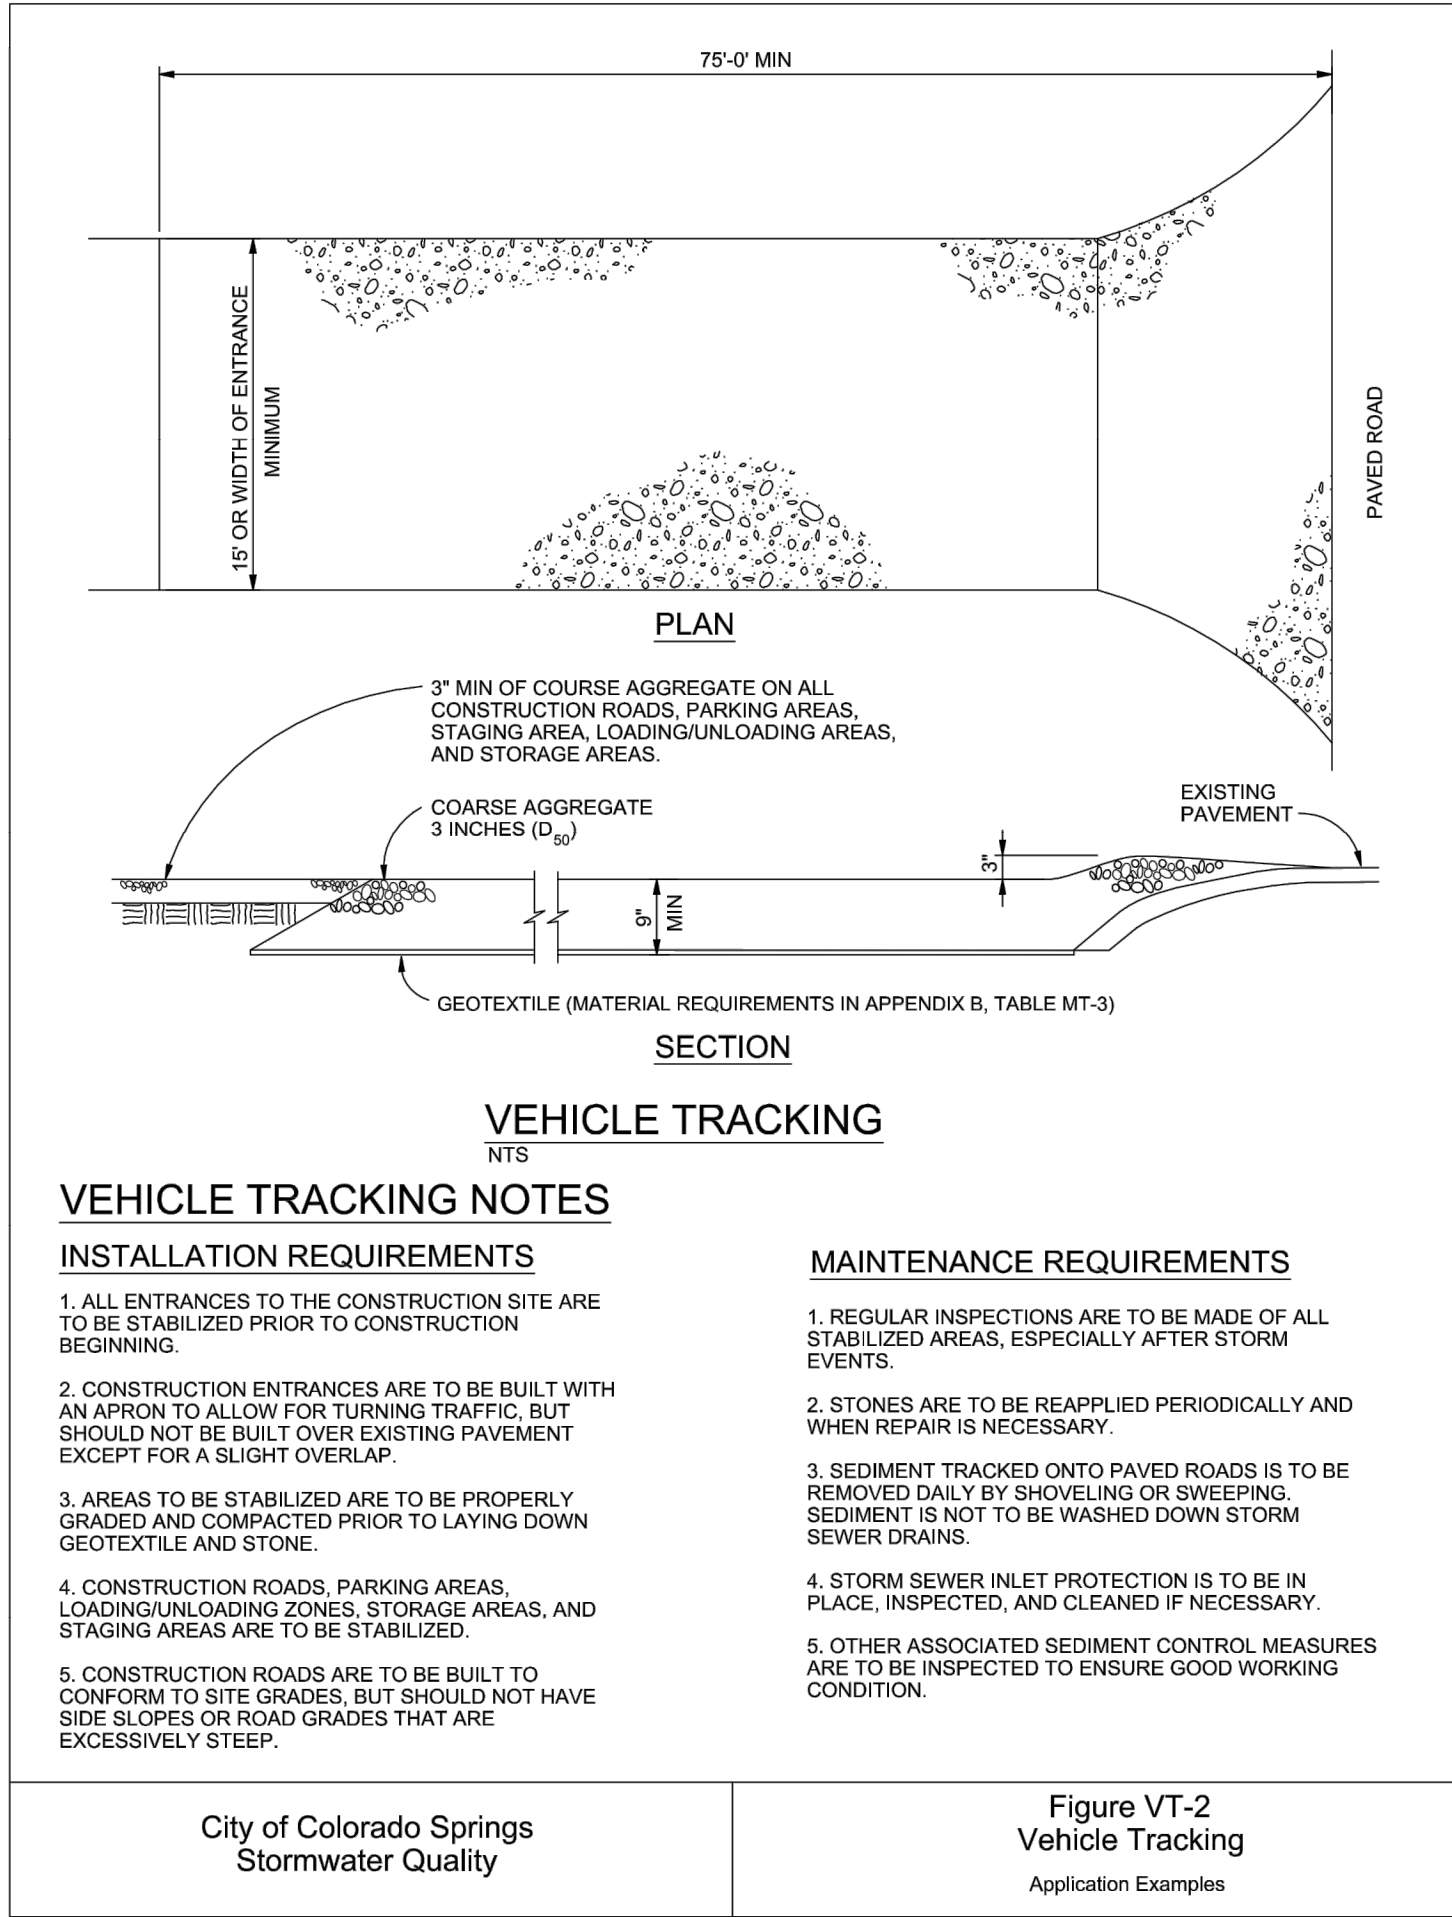 75'-0' MIN
15' OR WIDTH OF ENTRANCE
MINIMUM
PAVED ROAD
PLAN
3" MIN OF COURSE AGGREGATE ON ALL
CONSTRUCTION ROADS, PARKING AREAS,
STAGING AREA, LOADING/UNLOADING AREAS,
AND STORAGE AREAS.
COARSE AGGREGATE
3 INCHES (D50)
EXISTING
PAVEMENT
3"
9"
MIN
GEOTEXTILE (MATERIAL REQUIREMENTS IN APPENDIX B, TABLE MT-3)
SECTION
VEHICLE TRACKING
NTS
VEHICLE TRACKING NOTES
INSTALLATION REQUIREMENTS
1. ALL ENTRANCES TO THE CONSTRUCTION SITE ARE
TO BE STABILIZED PRIOR TO CONSTRUCTION
BEGINNING.
2. CONSTRUCTION ENTRANCES ARE TO BE BUILT WITH
AN APRON TO ALLOW FOR TURNING TRAFFIC, BUT
SHOULD NOT BE BUILT OVER EXISTING PAVEMENT
EXCEPT FOR A SLIGHT OVERLAP.
3. AREAS TO BE STABILIZED ARE TO BE PROPERLY
GRADED AND COMPACTED PRIOR TO LAYING DOWN
GEOTEXTILE AND STONE.
4. CONSTRUCTION ROADS, PARKING AREAS,
LOADING/UNLOADING ZONES, STORAGE AREAS, AND
STAGING AREAS ARE TO BE STABILIZED.
5. CONSTRUCTION ROADS ARE TO BE BUILT TO
CONFORM TO SITE GRADES, BUT SHOULD NOT HAVE
SIDE SLOPES OR ROAD GRADES THAT ARE
EXCESSIVELY STEEP.
MAINTENANCE REQUIREMENTS
1. REGULAR INSPECTIONS ARE TO BE MADE OF ALL
STABILIZED AREAS, ESPECIALLY AFTER STORM
EVENTS.
2. STONES ARE TO BE REAPPLIED PERIODICALLY AND
WHEN REPAIR IS NECESSARY.
3. SEDIMENT TRACKED ONTO PAVED ROADS IS TO BE
REMOVED DAILY BY SHOVELING OR SWEEPING.
SEDIMENT IS NOT TO BE WASHED DOWN STORM
SEWER DRAINS.
4. STORM SEWER INLET PROTECTION IS TO BE IN
PLACE, INSPECTED, AND CLEANED IF NECESSARY.
5. OTHER ASSOCIATED SEDIMENT CONTROL MEASURES
ARE TO BE INSPECTED TO ENSURE GOOD WORKING
CONDITION.
City of Colorado Springs
Stormwater Quality
Figure VT-2
Vehicle Tracking
Application Examples